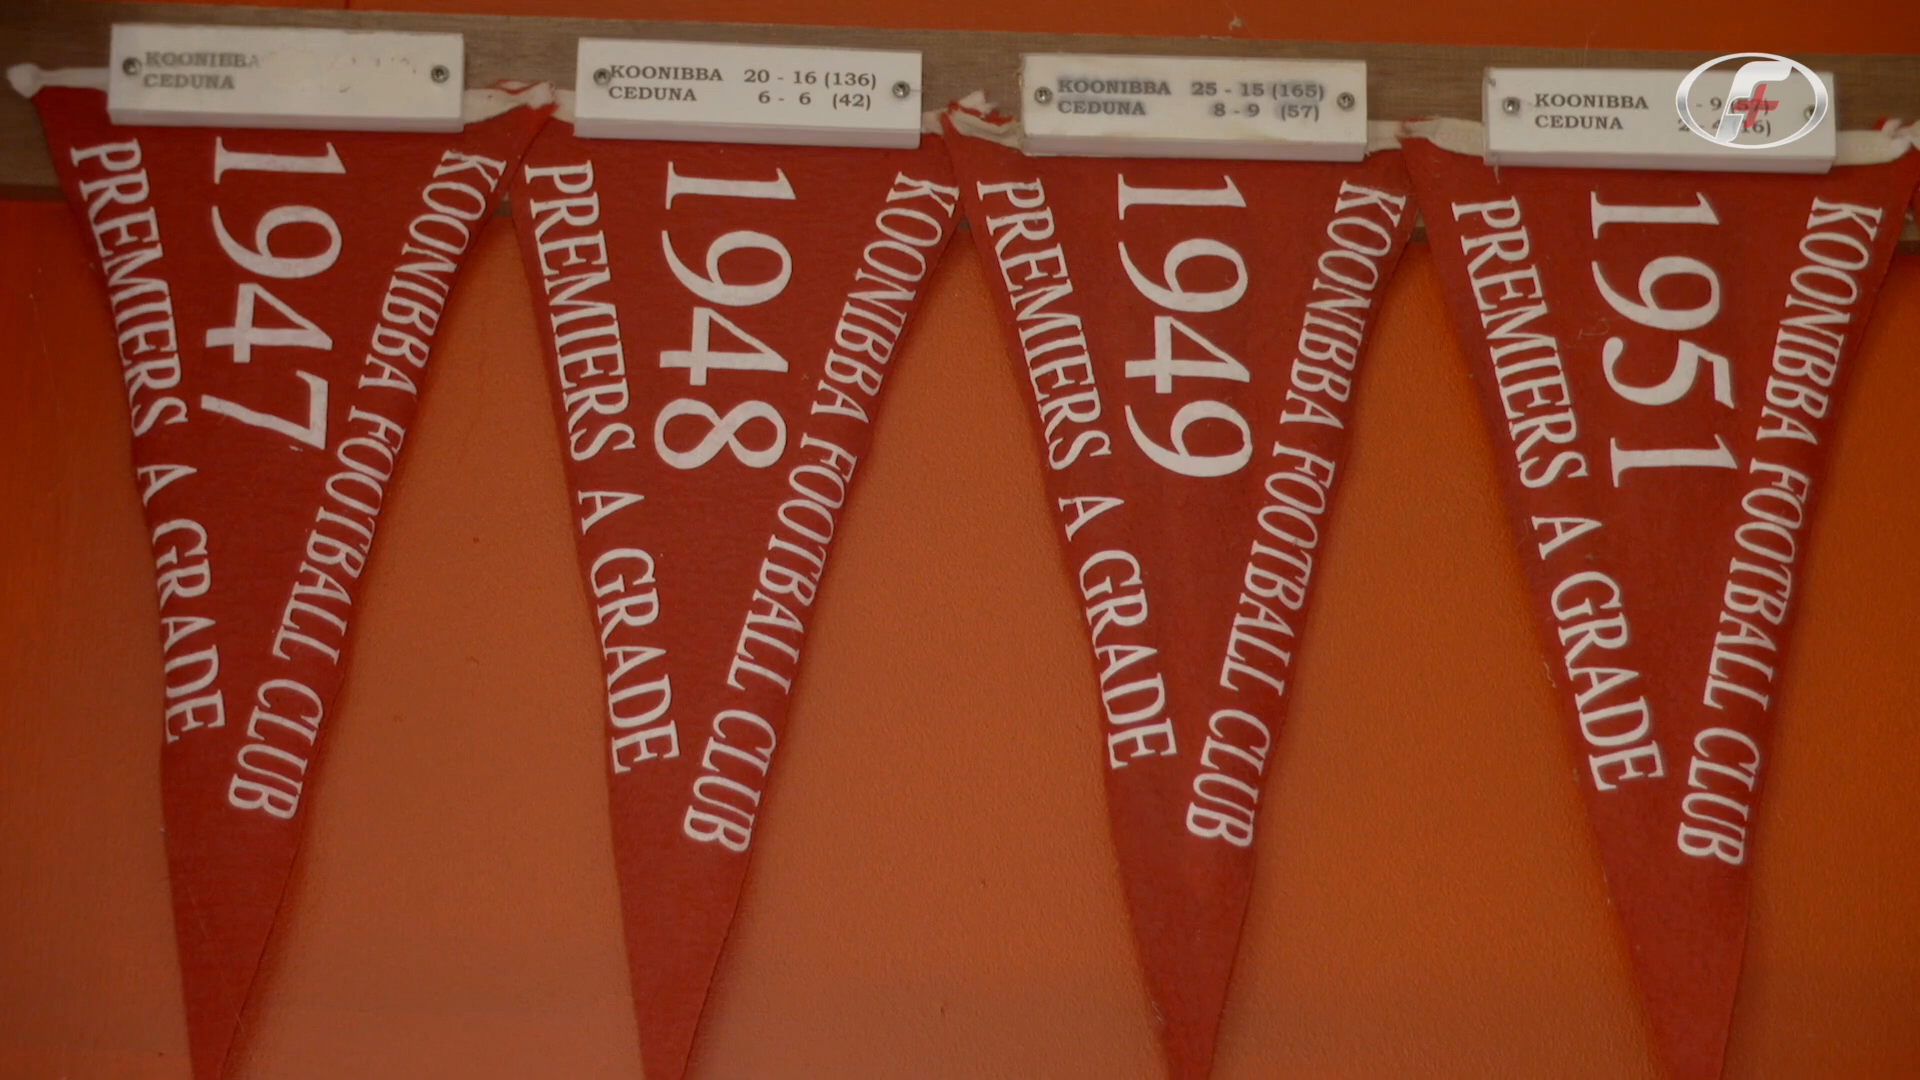 KOONIBBA
CEDUNA
KOONIBBA 20 - 16 (136)
CEDUNA 6 - 6 (42)
KOONIBBA 25 - 15 (165)
CEDUNA 8 - 9 (57)
KOONIBBA - 9
CEDUNA
PREMIERS A GRADE
1947
KOONIBBA FOOTBALL CLUB
PREMIERS A GRADE
1948
KOONIBBA FOOTBALL CLUB
PREMIERS A GRADE
1949
KOONIBBA FOOTBALL CLUB
PREMIERS A GRADE
1951
KOONIBBA FOOTBALL CLUB